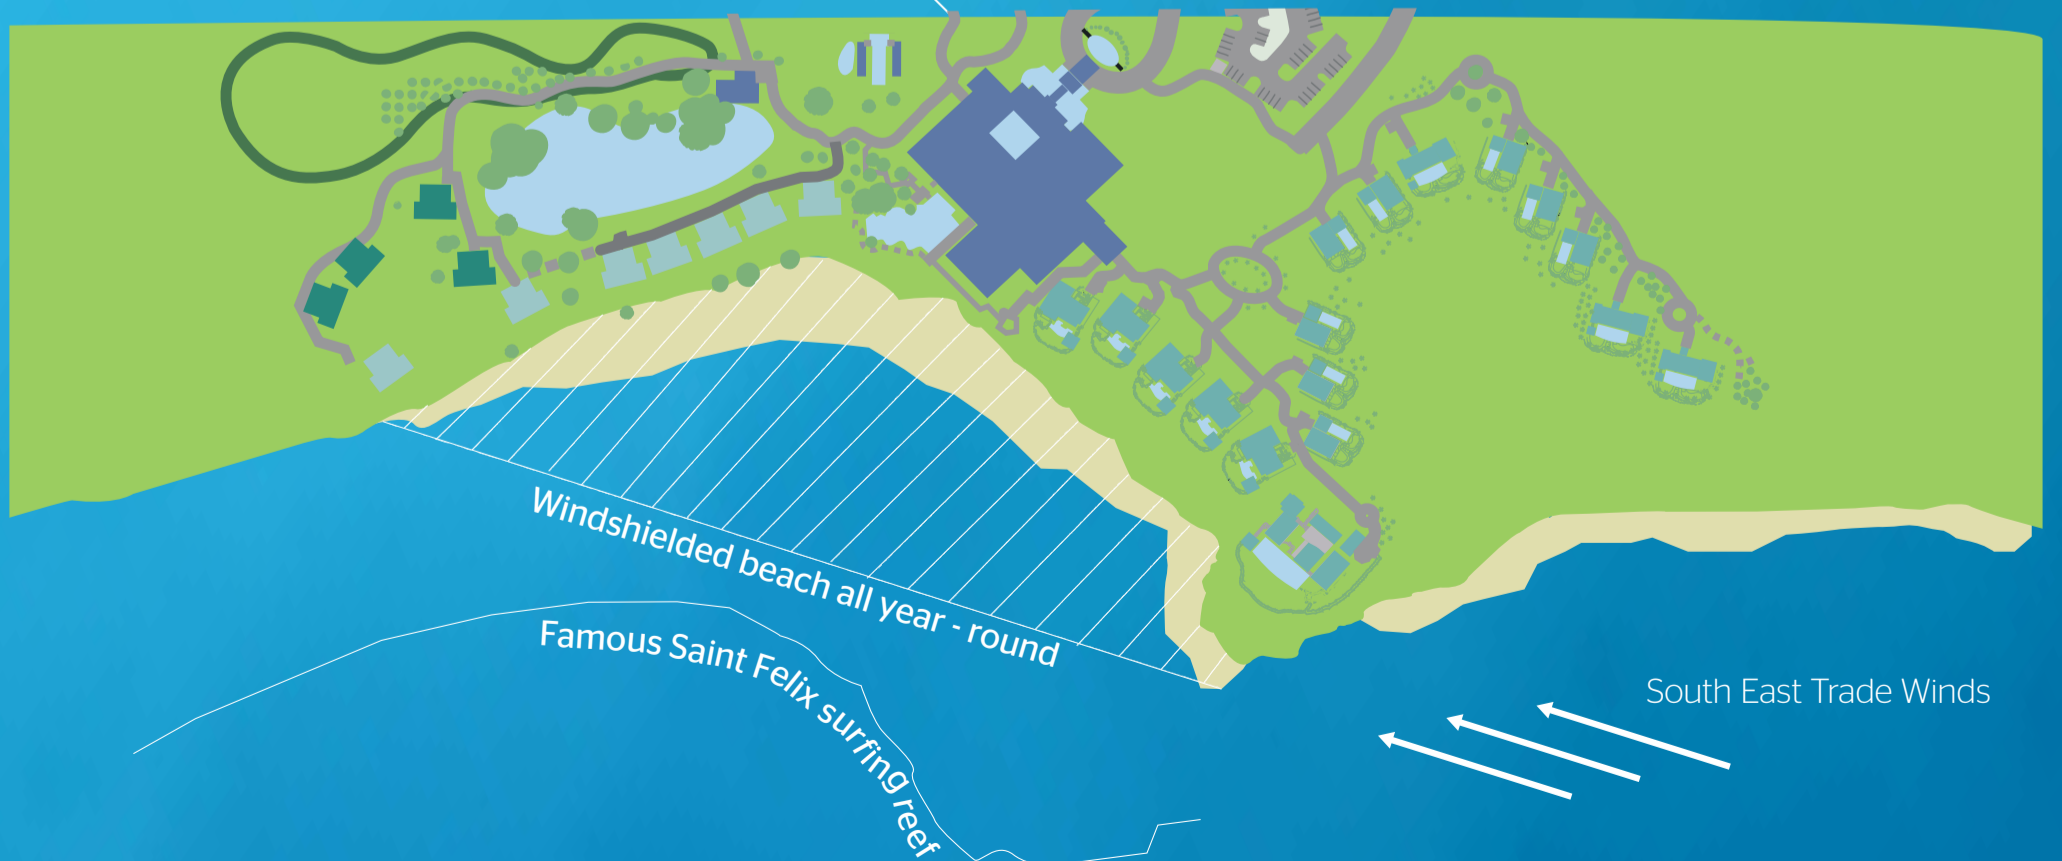 Windshielded beach all year - round
Famous Saint Felix surfing reef
South East Trade Winds